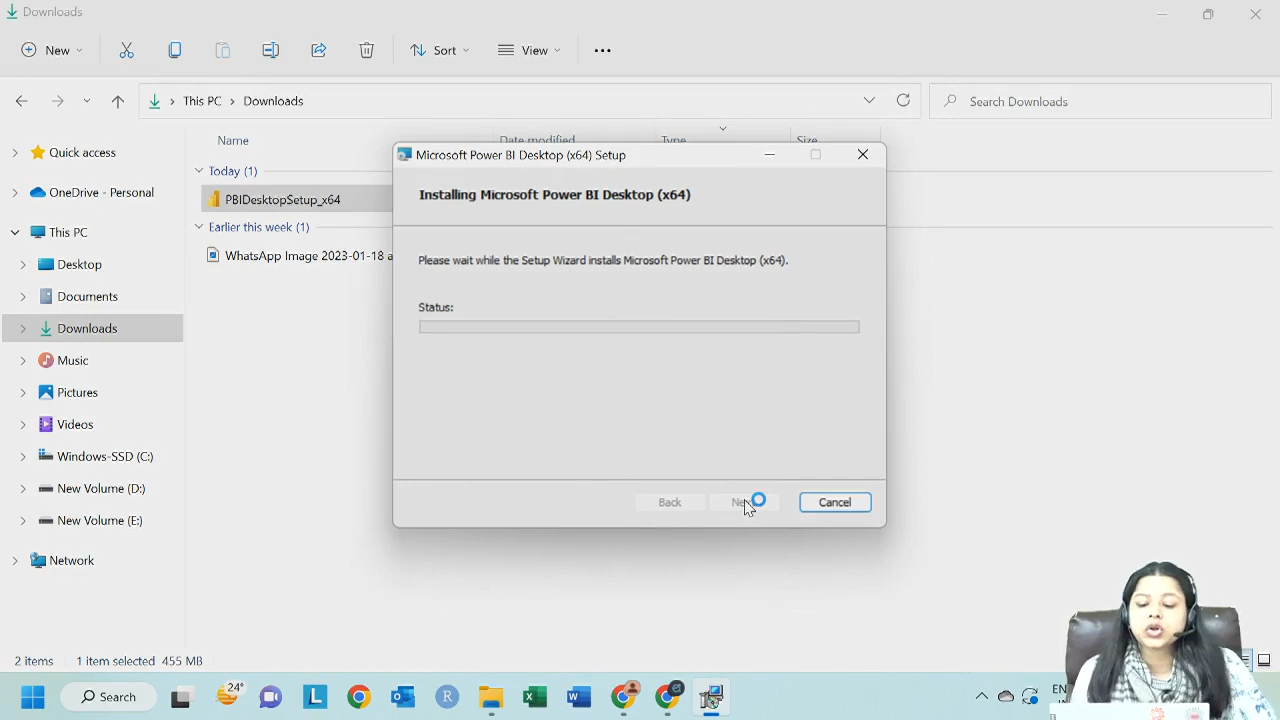 Downloads
New
Sort
View
This PC > Downloads
Search Downloads
Name
Date modified
Type
Size
Quick access
OneDrive - Personal
This PC
Desktop
Documents
Downloads
Music
Pictures
Videos
Windows-SSD (C:)
New Volume (D:)
New Volume (E:)
Network
Today (1)
PBIDesktopSetup_x64
Earlier this week (1)
WhatsApp Image 2023-01-18 a
Microsoft Power BI Desktop (x64) Setup
Installing Microsoft Power BI Desktop (x64)
Please wait while the Setup Wizard installs Microsoft Power BI Desktop (x64).
Status:
Back
Cancel
2 items
1 item selected 455 MB
Search
24°
EN